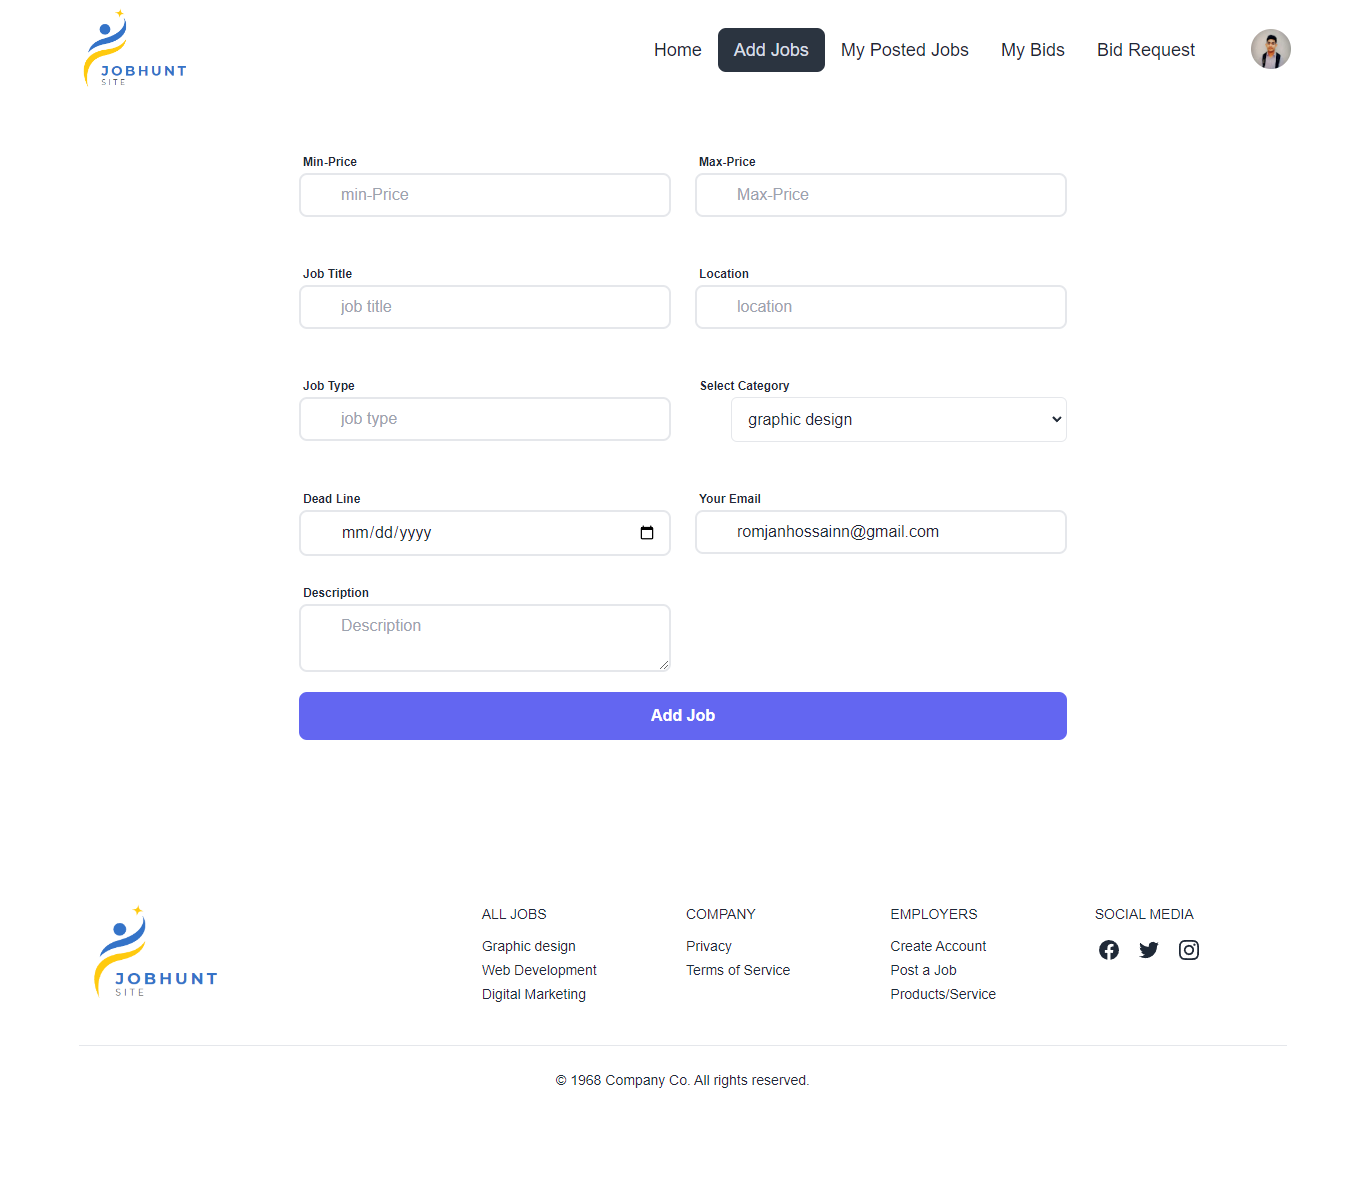 JOBHUNT
SITE
Home Add Jobs My Posted Jobs My Bids Bid Request
Min-Price Max-Price
min-Price Max-Price
Job Title Location
job title location
Job Type Select Category
job type graphic design
Dead Line Your Email
mm/dd/yyyy romjanhossainn@gmail.com
Description
Description
Add Job
JOBHUNT
SITE
ALL JOBS
Graphic design
Web Development
Digital Marketing
COMPANY
Privacy
Terms of Service
EMPLOYERS
Create Account
Post a Job
Products/Service
SOCIAL MEDIA
© 1968 Company Co. All rights reserved.